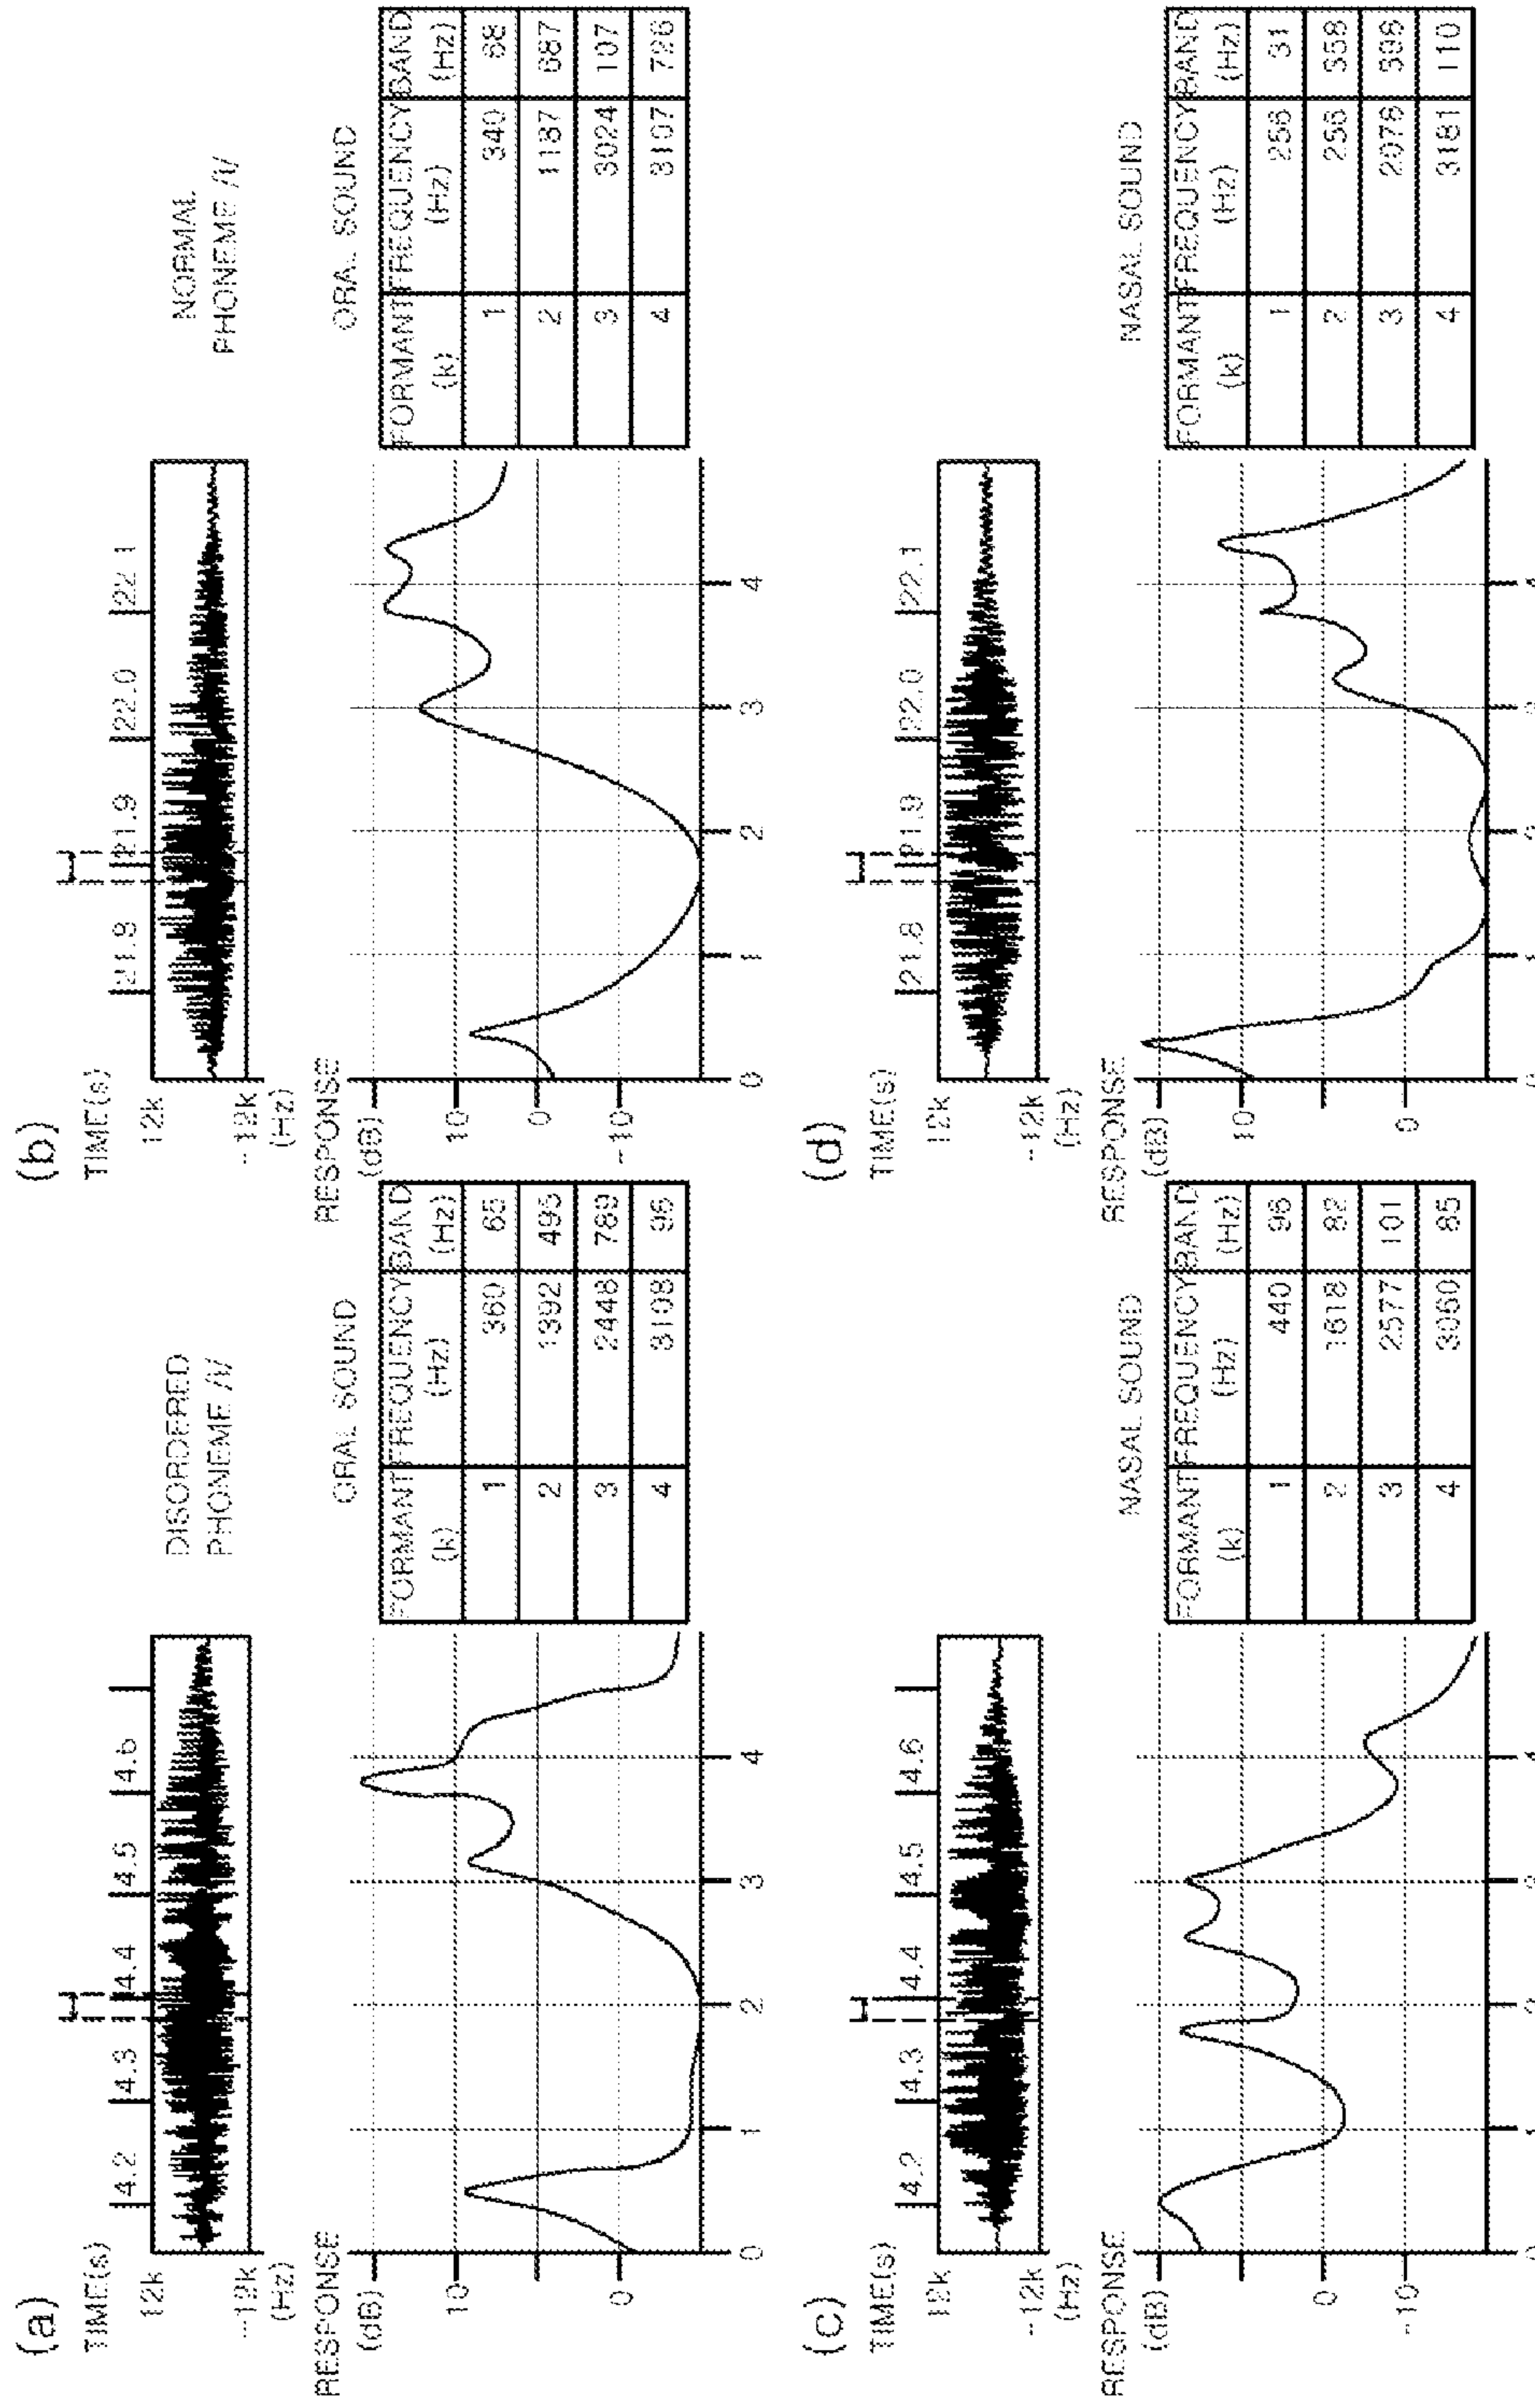 (a)
TIME(s)
4.2
4.3
4.4
4.5
4.6
12k
-12k
(Hz)
DISORDERED
PHONEME /i/
RESPONSE
(dB)
10
0
0
1
2
3
4
ORAL SOUND
FORMANT FREQUENCY BAND
(k) (Hz) (Hz)
1 360 65
2 1392 495
3 2448 789
4 3108 96
(b)
TIME(s)
21.8
21.9
22.0
22.1
12k
-12k
(Hz)
NORMAL
PHONEME /i/
RESPONSE
(dB)
10
0
-10
0
1
2
3
4
ORAL SOUND
FORMANT FREQUENCY BAND
(k) (Hz) (Hz)
1 340 68
2 1187 687
3 3024 107
4 3107 726
(c)
TIME(s)
4.2
4.3
4.4
4.5
4.6
12k
-12k
(Hz)
RESPONSE
(dB)
0
-10
NASAL SOUND
FORMANT FREQUENCY BAND
(k) (Hz) (Hz)
1 440 96
2 1618 82
3 2577 101
4 3060 85
(d)
TIME(s)
21.8
21.9
22.0
22.1
12k
-12k
(Hz)
RESPONSE
(dB)
10
0
NASAL SOUND
FORMANT FREQUENCY BAND
(k) (Hz) (Hz)
1 256 31
2 256
3 2078
4 3181 110